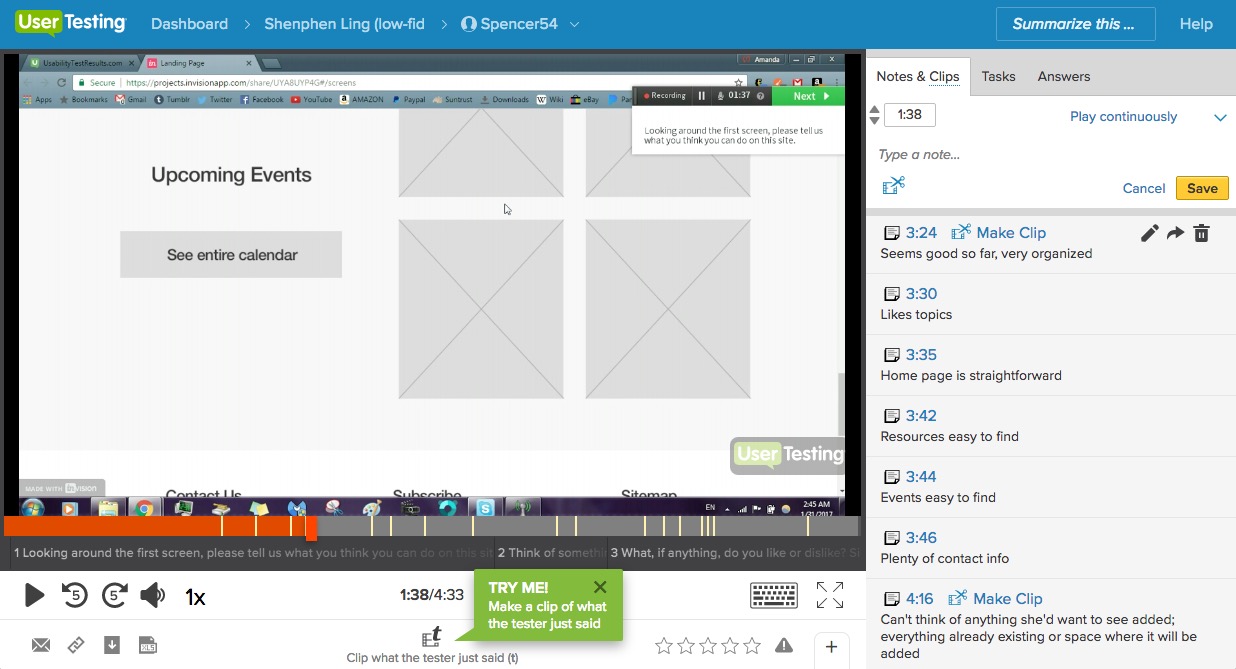 UserTesting Dashboard > Shenphen Ling (low-fid > Spencer54 Summarize this ... Help
UsabilityTestResults.com Landing Page Amanda
Secure https://projects.invisionapp.com/share/UYA8UYP4G#/screens
Apps Bookmarks Gmail Tumblr Twitter Facebook YouTube AMAZON Paypal Suntrust Downloads Wiki eBay
Recording 01:37 Next
Looking around the first screen, please tell us
what you think you can do on this site.
Upcoming Events
See entire calendar
UserTesting
MADE WITH InVision
Contact Us Subscribe Sitemap
EN 2:45 AM
1/31/2017
1 Looking around the first screen, please tell us what you think you can do on this sit 2 Think of somethi 3 What, if anything, do you like or dislike? Si
5 5 1x 1:38/4:33
TRY ME!
Make a clip of what
the tester just said
Clip what the tester just said (t)
XLS
+
Notes & Clips Tasks Answers
1:38 Play continuously
Type a note...
Cancel Save
3:24 Make Clip
Seems good so far, very organized
3:30
Likes topics
3:35
Home page is straightforward
3:42
Resources easy to find
3:44
Events easy to find
3:46
Plenty of contact info
4:16 Make Clip
Can't think of anything she'd want to see added;
everything already existing or space where it will be
added